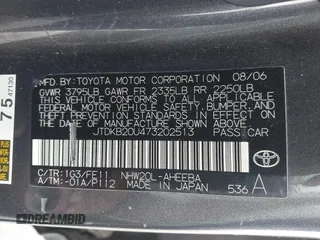 MFD. BY: TOYOTA MOTOR CORPORATION 08/06
GVWR 3795LB GAWR FR 2335LB RR 2250LB
THIS VEHICLE CONFORMS TO ALL APPLICABLE
FEDERAL MOTOR VEHICLE SAFETY, BUMPER,
AND THEFT PREVENTION STANDARDS IN EFFECT
ON THE DATE OF MANUFACTURE SHOWN ABOVE.
JTDKB20U473202513
PASS. CAR MADE IN JAPAN
C/TR: 1G3/FE11 NHW20L-AHEEBA
A/TM: -01A/P112 536 A
TOYOTA
75
47130
DREAMBID